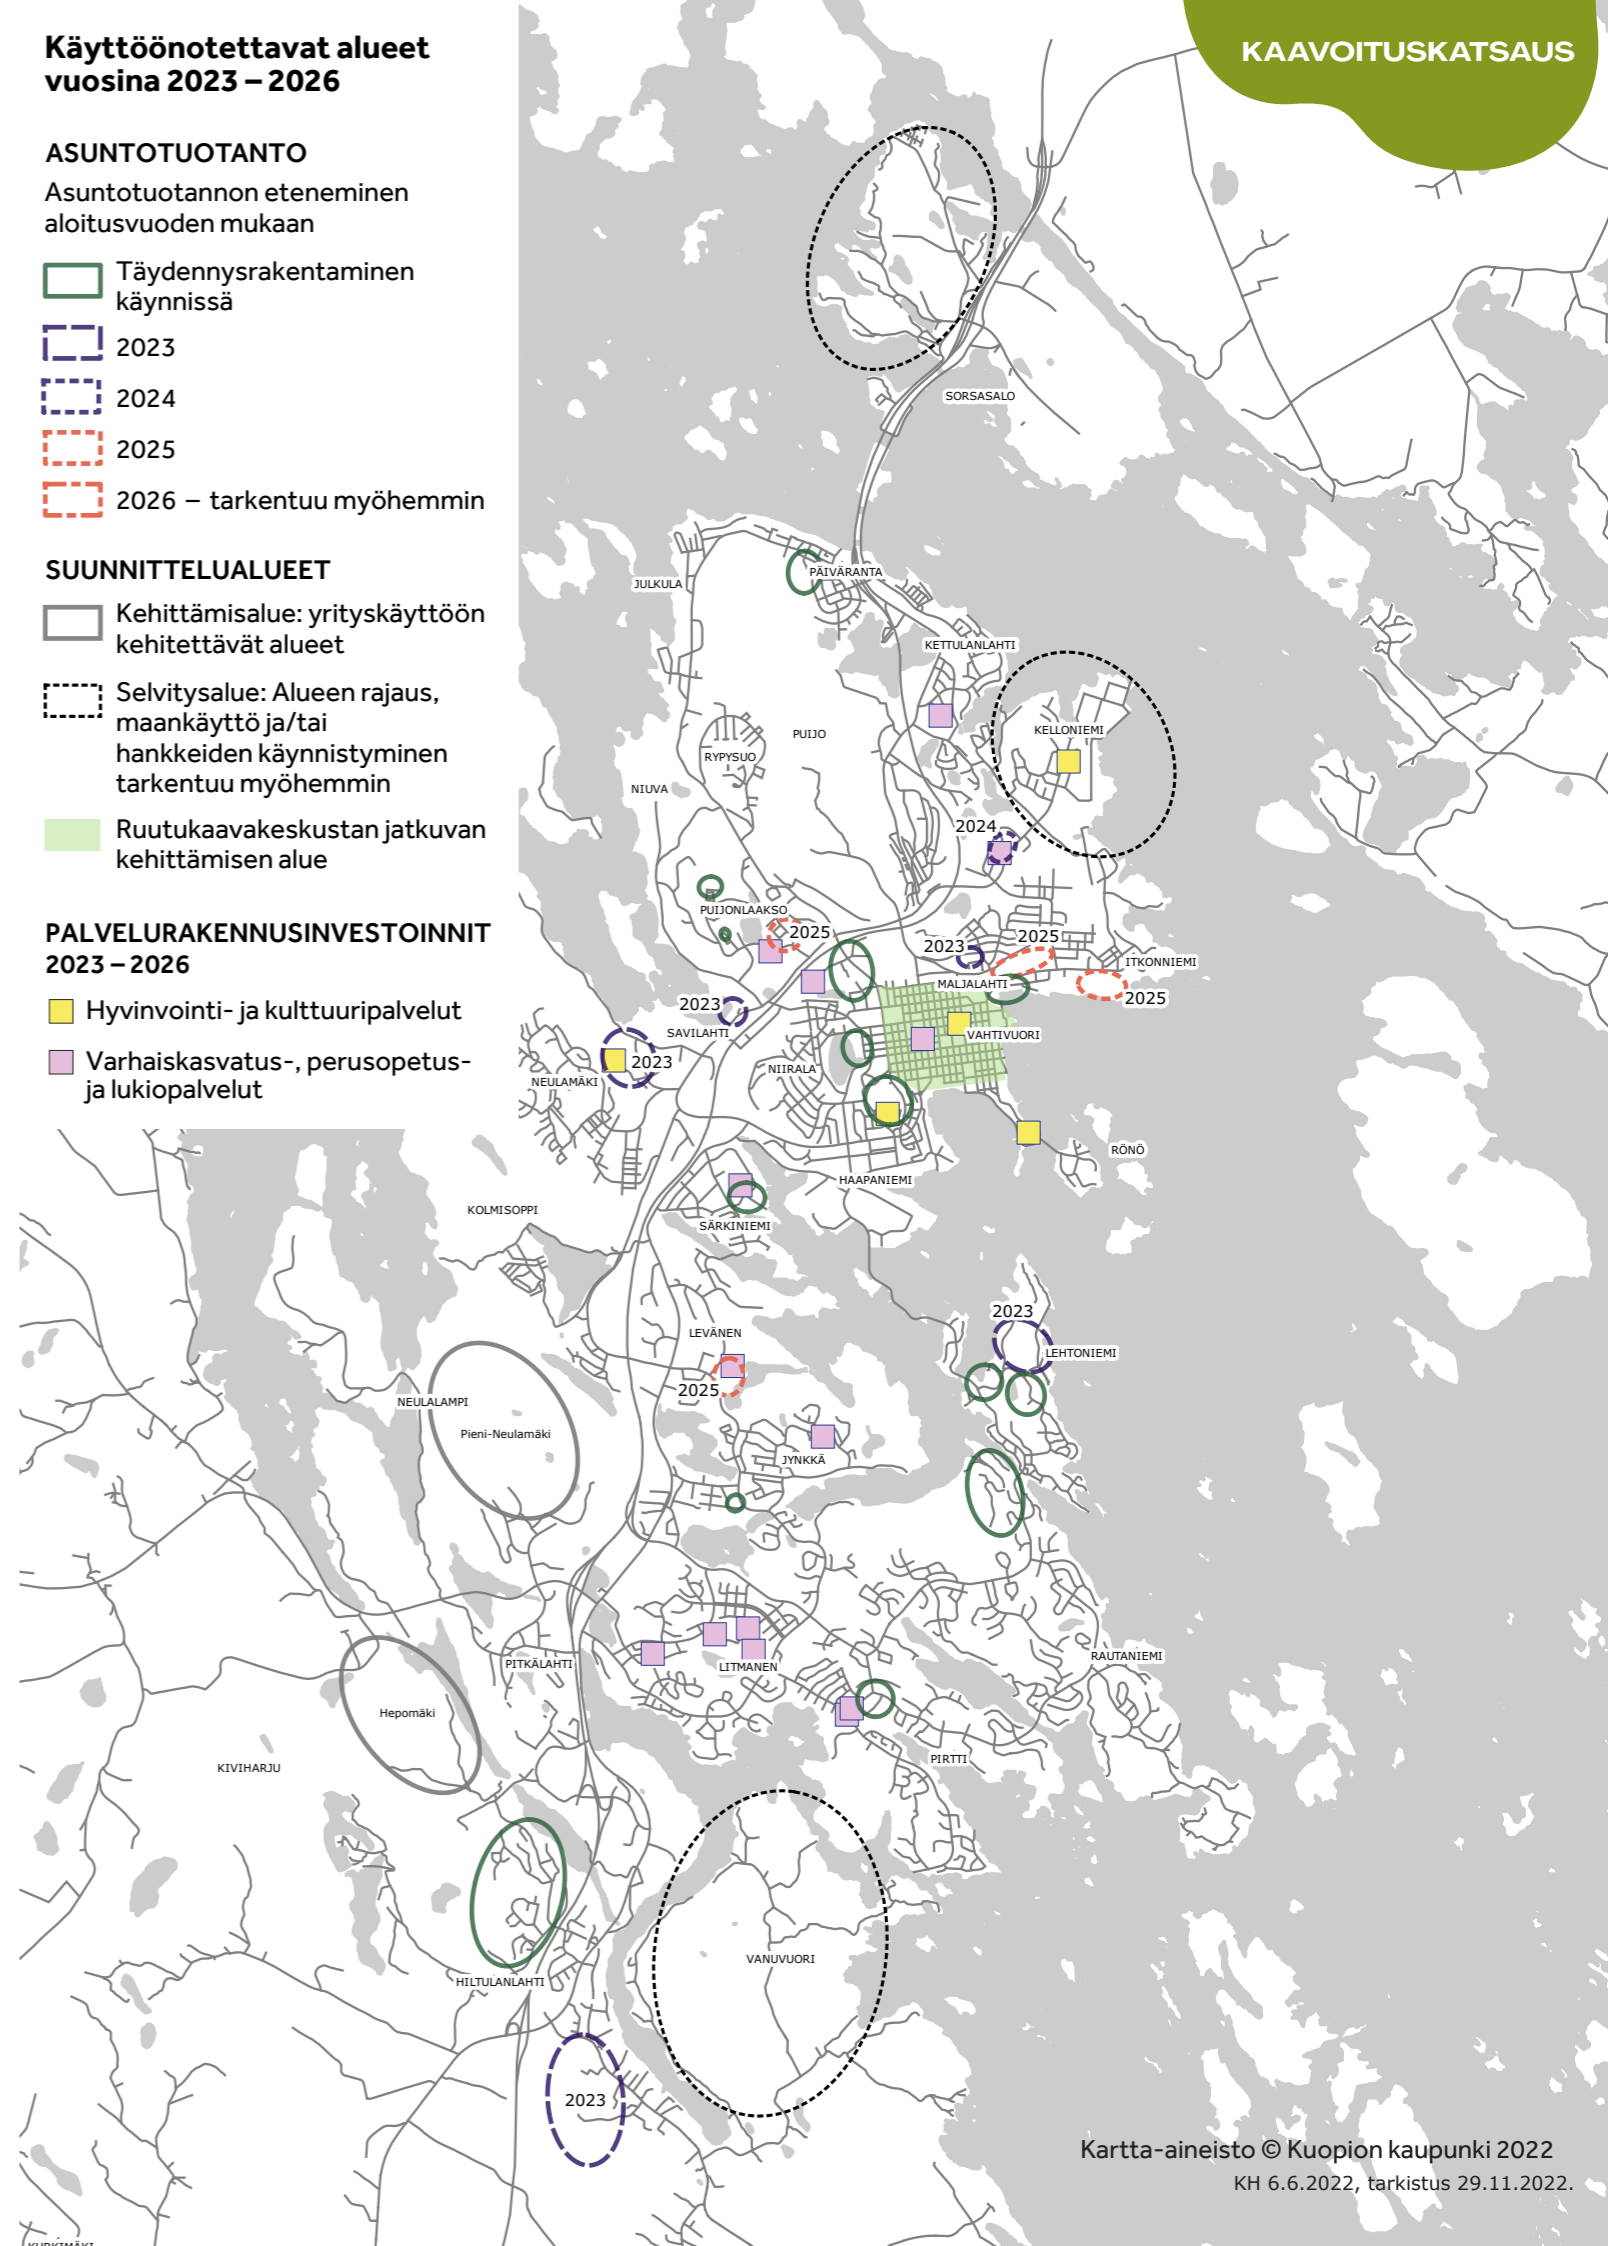 Käyttöönotettavat alueet
vuosina 2023 – 2026
KAAVOITUSKATSAUS
ASUNTOTUOTANTO
Asuntotuotannon eteneminen
aloitusvuoden mukaan
Täydennysrakentaminen
käynnissä
2023
2024
2025
2026 – tarkentuu myöhemmin
SUUNNITTELUALUEET
Kehittämisalue: yrityskäyttöön
kehitettävät alueet
Selvitysalue: Alueen rajaus,
maankäyttö ja/tai
hankkeiden käynnistyminen
tarkentuu myöhemmin
Ruutukaavakeskustan jatkuvan
kehittämisen alue
PALVELURAKENNUSINVESTOINNIT
2023 – 2026
Hyvinvointi- ja kulttuuripalvelut
Varhaiskasvatus-, perusopetus-
ja lukiopalvelut
SORSASALO
PÄIVÄRANTA
JULKULA
KETTULANLAHTI
KELLONIEMI
PUIJO
RYPYSUO
NIUVA
2024
PUIJONLAAKSO
2025
2023
2025
ITKONNIEMI
MALJALAHTI
2025
2023
SAVILAHTI
VAHTIVUORI
2023
NIIRALA
NEULAMÄKI
RÖNÖ
HAAPANIEMI
KOLMISOPPI
SÄRKINIEMI
2023
LEVÄNEN
LEHTONIEMI
2025
NEULALAMPI
Pieni-Neulamäki
JYNKKÄ
PITKÄLAHTI
LITMANEN
RAUTANIEMI
Hepomäki
PIRTTI
KIVIHARJU
VANUVUORI
HILTULANLAHTI
2023
Kartta-aineisto © Kuopion kaupunki 2022
KH 6.6.2022, tarkistus 29.11.2022.